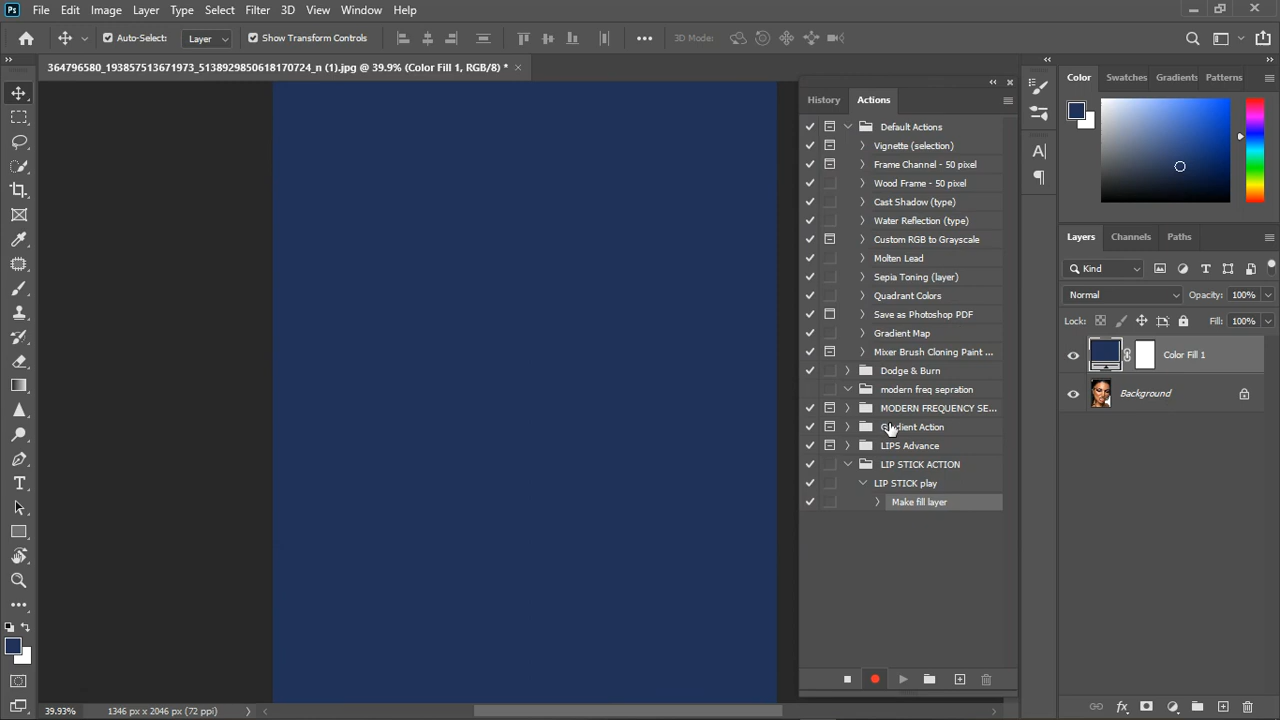 Ps File Edit Image Layer Type Select Filter 3D View Window Help
Auto-Select: Layer Show Transform Controls 3D Mode:
364796580_193857513671973_5138929850618170724_n (1).jpg @ 39.9% (Color Fill 1, RGB/8) * ×
History Actions
Default Actions
Vignette (selection)
Frame Channel - 50 pixel
Wood Frame - 50 pixel
Cast Shadow (type)
Water Reflection (type)
Custom RGB to Grayscale
Molten Lead
Sepia Toning (layer)
Quadrant Colors
Save as Photoshop PDF
Gradient Map
Mixer Brush Cloning Paint ...
Dodge & Burn
modern freq sepration
MODERN FREQUENCY SE...
Gradient Action
LIPS Advance
LIP STICK ACTION
LIP STICK play
Make fill layer
Color Swatches Gradients Patterns
Layers Channels Paths
Kind
Normal Opacity: 100%
Lock: Fill: 100%
Color Fill 1
Background
39.93% 1346 px x 2046 px (72 ppi)